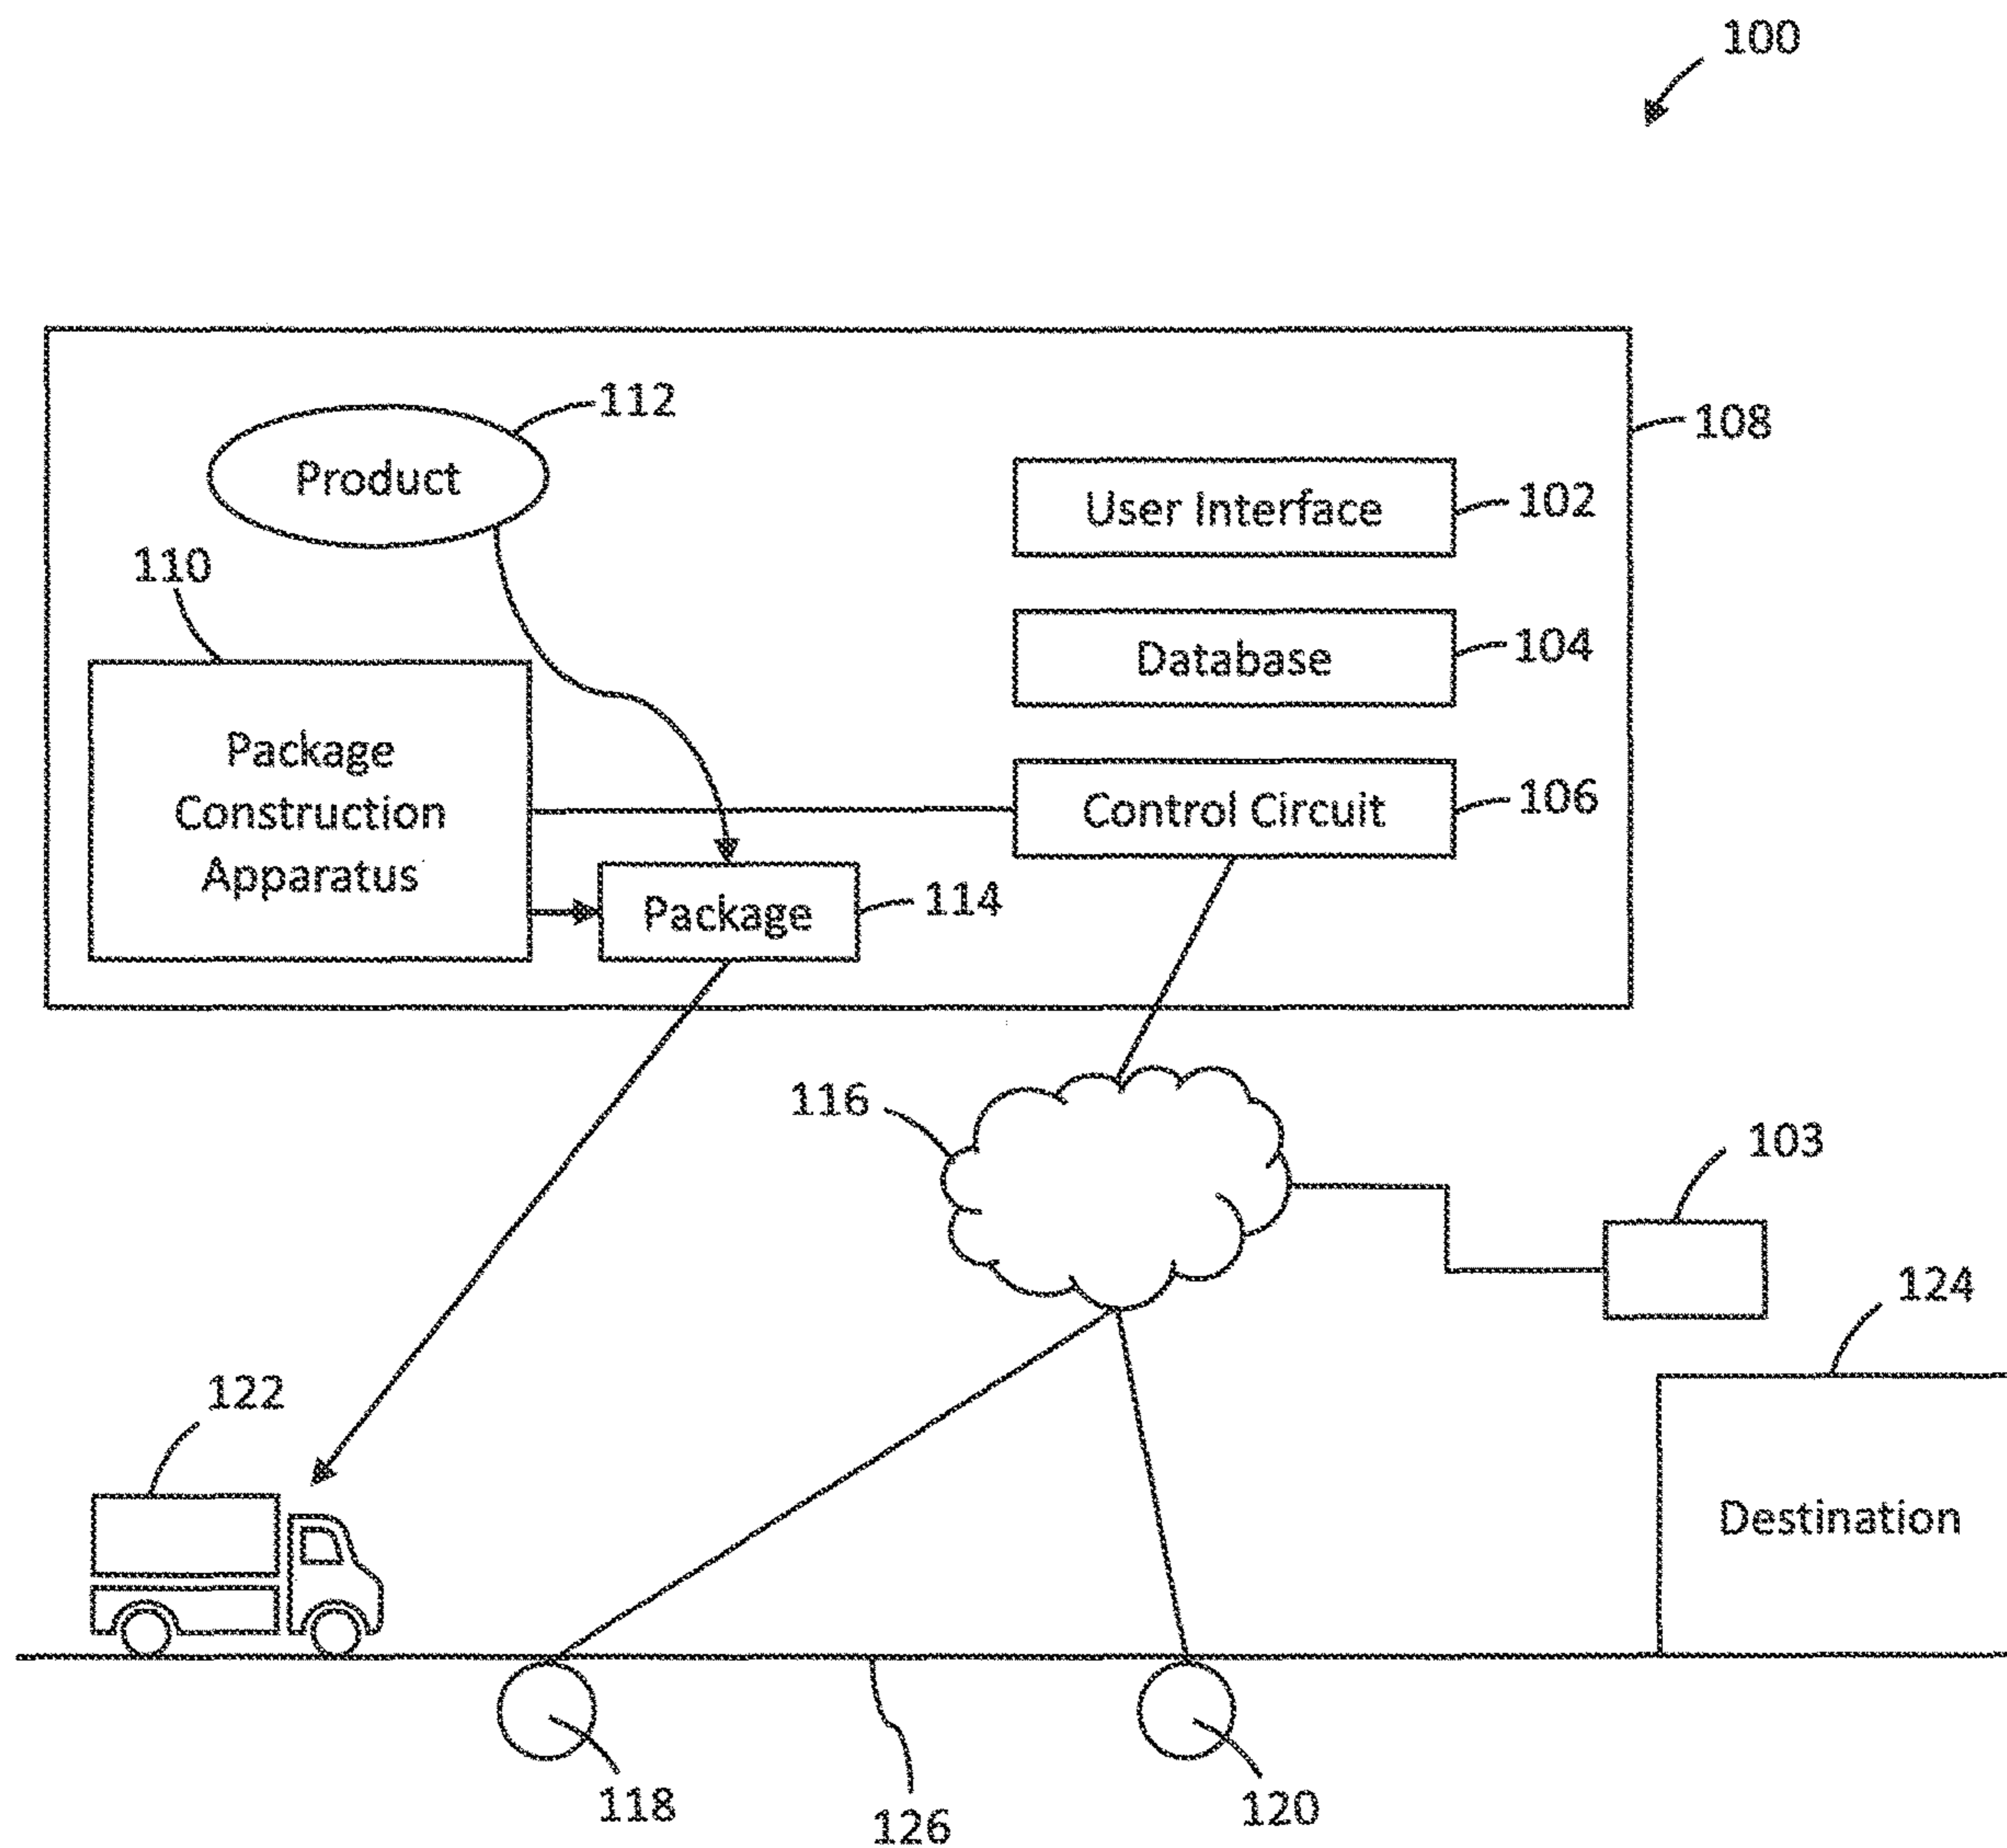 100
112
108
Product
User Interface
102
110
Database
104
Package
Construction
Apparatus
Control Circuit
106
Package
114
116
103
124
122
Destination
118
126
120